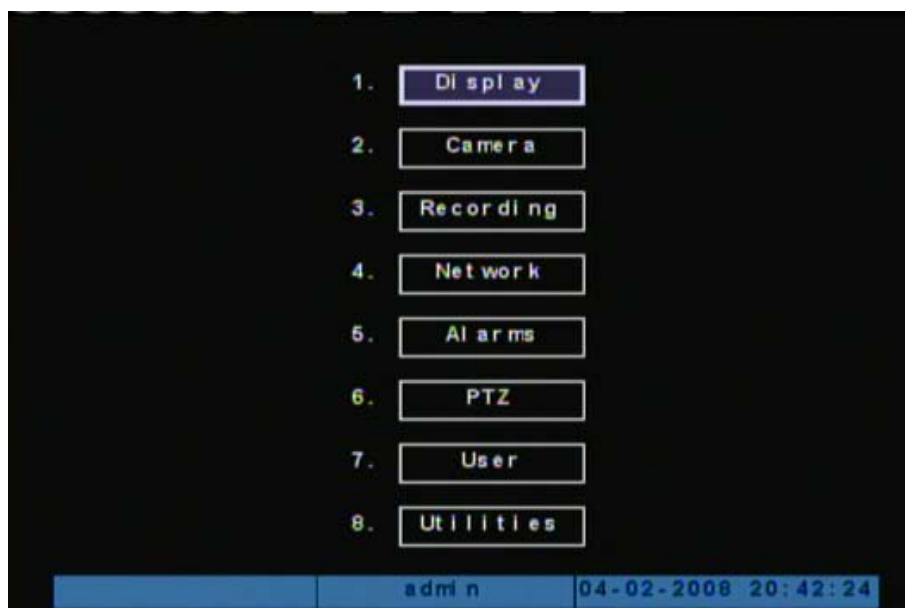 1. Display
2. Camera
3. Recording
4. Network
5. Alarms
6. PTZ
7. User
8. Utilities
admin 04-02-2008 20:42:24